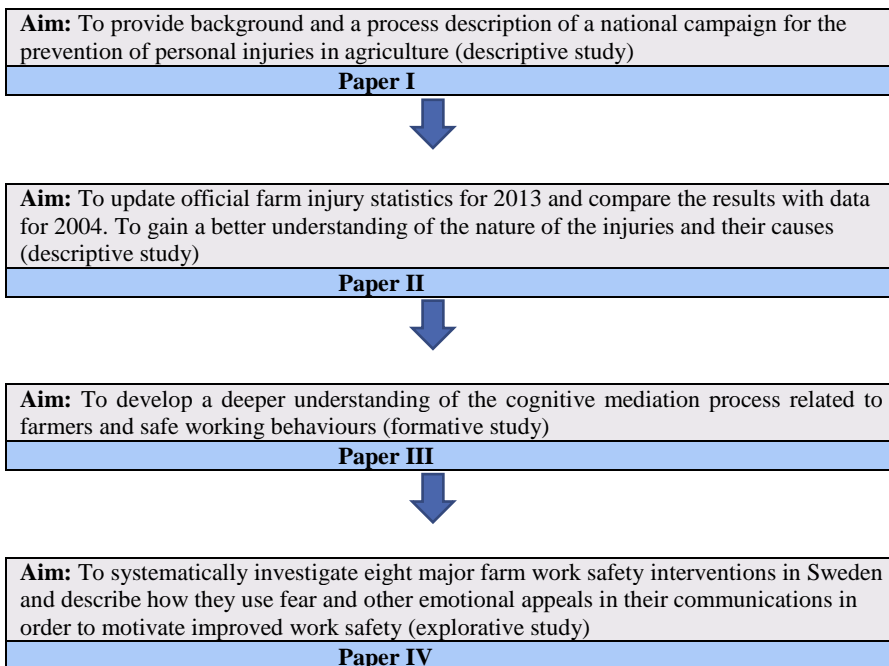 Aim: To provide background and a process description of a national campaign for the
prevention of personal injuries in agriculture (descriptive study)
Paper I
Aim: To update official farm injury statistics for 2013 and compare the results with data
for 2004. To gain a better understanding of the nature of the injuries and their causes
(descriptive study)
Paper II
Aim: To develop a deeper understanding of the cognitive mediation process related to
farmers and safe working behaviours (formative study)
Paper III
Aim: To systematically investigate eight major farm work safety interventions in Sweden
and describe how they use fear and other emotional appeals in their communications in
order to motivate improved work safety (explorative study)
Paper IV